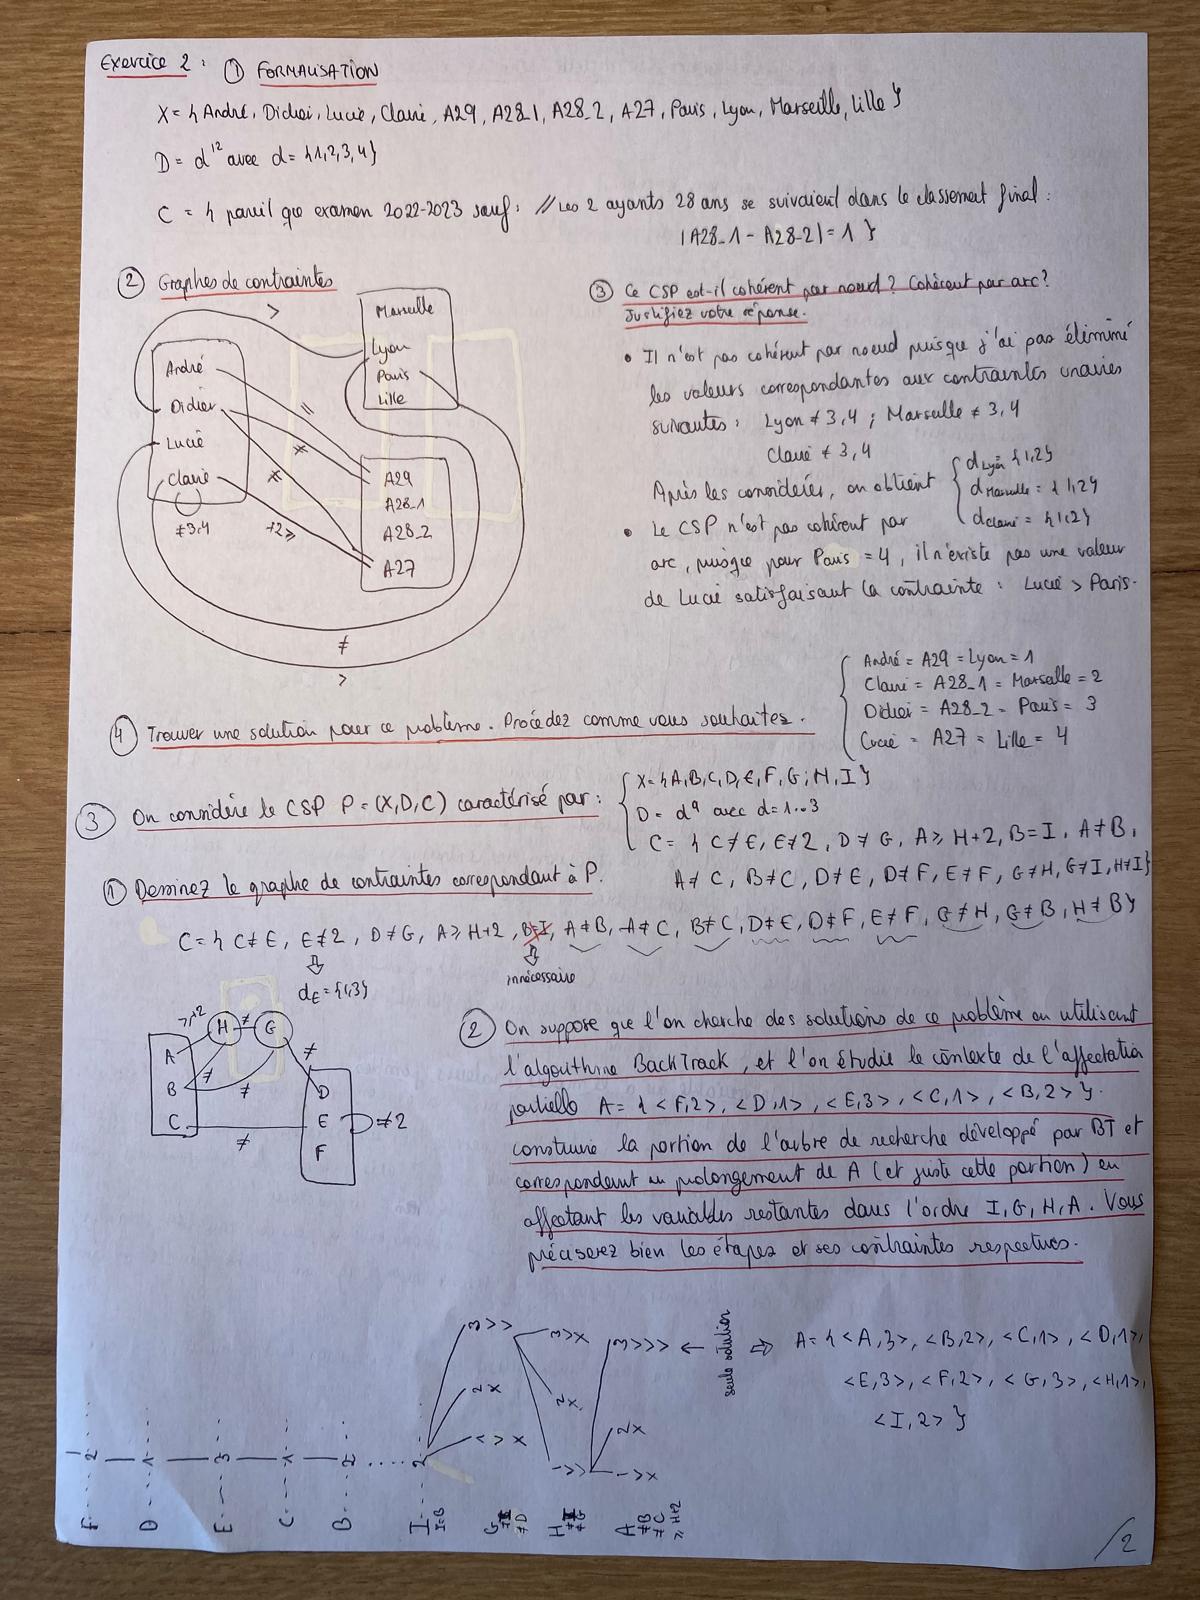 Exercice 2 : ① FORMALISATION
X = { André, Didier, Lucie, Claire, A29, A28_1, A28_2, A27, Paris, Lyon, Marseille, Lille }
D = d¹² avec d = {1,2,3,4}
C = { pareil que examen 2022-2023 sauf : // Les 2 ayants 28 ans se suivaient dans le classement final :
|A28_1 - A28_2| = 1 }
② Graphes de contraintes
>
Marseille
Lyon
Paris
Lille
André
Didier
Lucie
Claire
≠3,4
=
≠
≠
+2≥
A29
A28_1
A28_2
A27
≠
>
③ Ce CSP est-il cohérent par noeud ? Cohérent par arc ?
Justifiez votre réponse.
• Il n'est pas cohérent par noeud puisque j'ai pas éliminé
les valeurs correspondantes aux contraintes unaires
suivantes : Lyon ≠ 3,4 ; Marseille ≠ 3,4
Claire ≠ 3,4
Après les considérer, on obtient { d Lyon {1,2}
d Marseille = {1,2}
d Claire = {1,2}
• Le CSP n'est pas cohérent par
arc, puisque pour Paris = 4, il n'existe pas une valeur
de Lucie satisfaisant la contrainte : Lucie > Paris.
④ Trouver une solution pour ce problème. Procédez comme vous souhaitez.
{ André = A29 = Lyon = 1
Claire = A28_1 = Marseille = 2
Didier = A28_2 = Paris = 3
Lucie = A27 = Lille = 4
③ On considère le CSP P = (X,D,C) caractérisé par :
{ X = {A,B,C,D,E,F,G,H,I}
D = d⁹ avec d = 1..3
C = { C≠E, E≠2, D≠G, A≥H+2, B=I, A≠B,
A≠C, B≠C, D≠E, D≠F, E≠F, G≠H, G≠I, H≠I}
① Dessinez le graphe de contraintes correspondant à P.
C = { C≠E, E≠2, D≠G, A≥H+2, B=I, A≠B, A≠C, B≠C, D≠E, D≠F, E≠F, G≠H, G≠B, H≠B}
⇩
d_E = {1,3}
⇩
innécessaire
≥+2
H
≠
G
A
B
C
≠
≠
≠
≠
D
E
F
≠2
② On suppose que l'on cherche des solutions de ce problème en utilisant
l'algorithme BackTrack, et l'on étudie le contexte de l'affectation
partielle A = { <F,2>, <D,1>, <E,3>, <C,1>, <B,2> }.
construire la portion de l'arbre de recherche développé par BT et
correspondant au prolongement de A (et juste cette portion) en
affectant les variables restantes dans l'ordre I, G, H, A. Vous
préciserez bien les étapes et ses contraintes respectives.
F 2
D 1
E 3
C 1
B 2
I 2
I=B
G
≠D
H
≠G
A
≠B
≠C
≥H+2
seule solution
⇨ A = { <A,3>, <B,2>, <C,1>, <D,1>,
<E,3>, <F,2>, <G,3>, <H,1>,
<I,2> }
/2